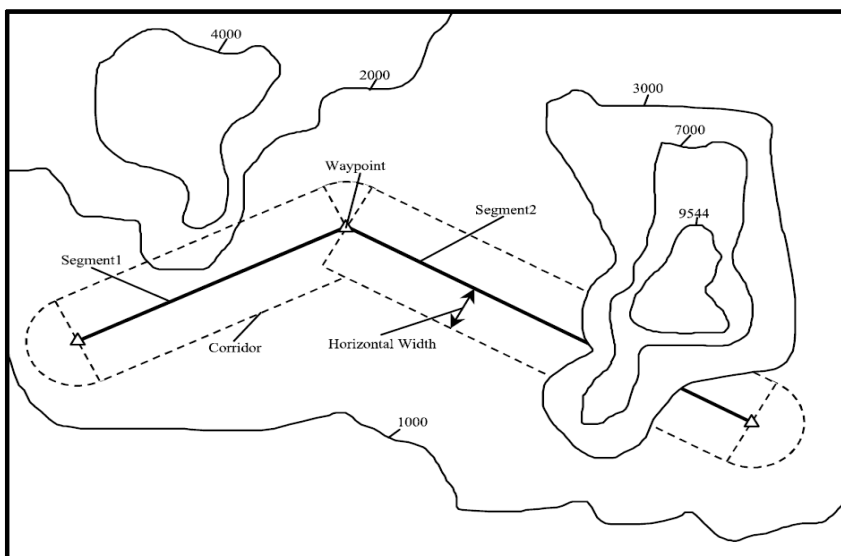 4000
2000
3000
7000
Waypoint
Segment2
9544
Segment1
Corridor
Horizontal Width
1000